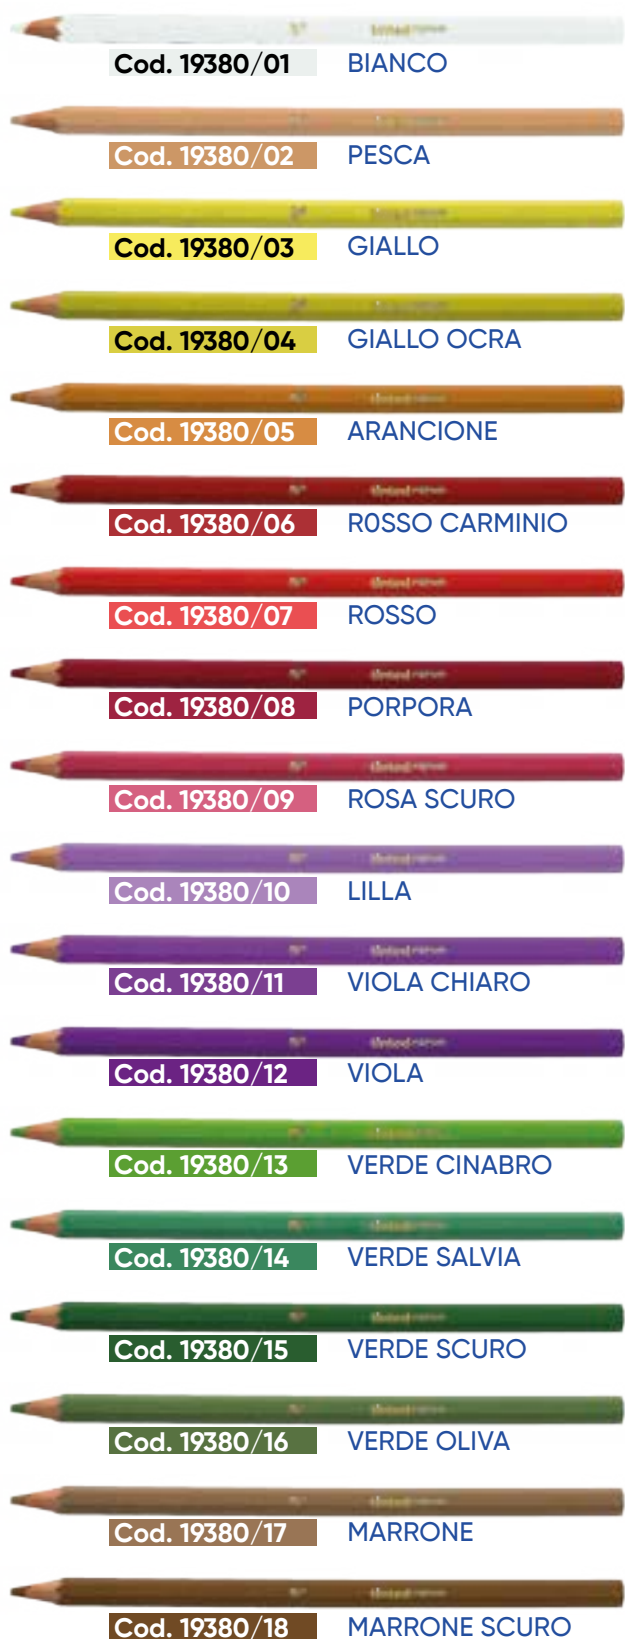 Cod. 19380/01 BIANCO
Cod. 19380/02 PESCA
Cod. 19380/03 GIALLO
Cod. 19380/04 GIALLO OCRA
Cod. 19380/05 ARANCIONE
Cod. 19380/06 R0SSO CARMINIO
Cod. 19380/07 ROSSO
Cod. 19380/08 PORPORA
Cod. 19380/09 ROSA SCURO
Cod. 19380/10 LILLA
Cod. 19380/11 VIOLA CHIARO
Cod. 19380/12 VIOLA
Cod. 19380/13 VERDE CINABRO
Cod. 19380/14 VERDE SALVIA
Cod. 19380/15 VERDE SCURO
Cod. 19380/16 VERDE OLIVA
Cod. 19380/17 MARRONE
Cod. 19380/18 MARRONE SCURO